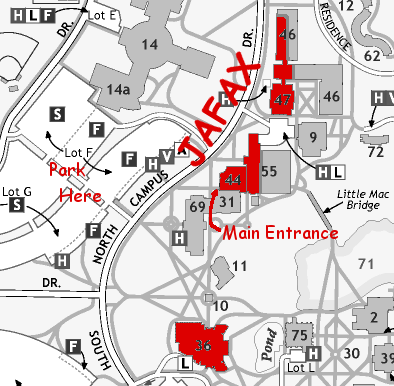 H L F
Lot E
DR.
14
14a
DR.
JAFAX
46
46
RESIDENCE
12
62
H
47
S
F
Lot F
F
H
V
A
Park
Here
9
H V
72
H L
Lot G
S
CAMPUS
44
55
31
69
Little Mac
Bridge
F
H
NORTH
H
Main Entrance
11
71
DR.
10
SOUTH
F
36
L
Pond
75
H
Lot L
2
30
39